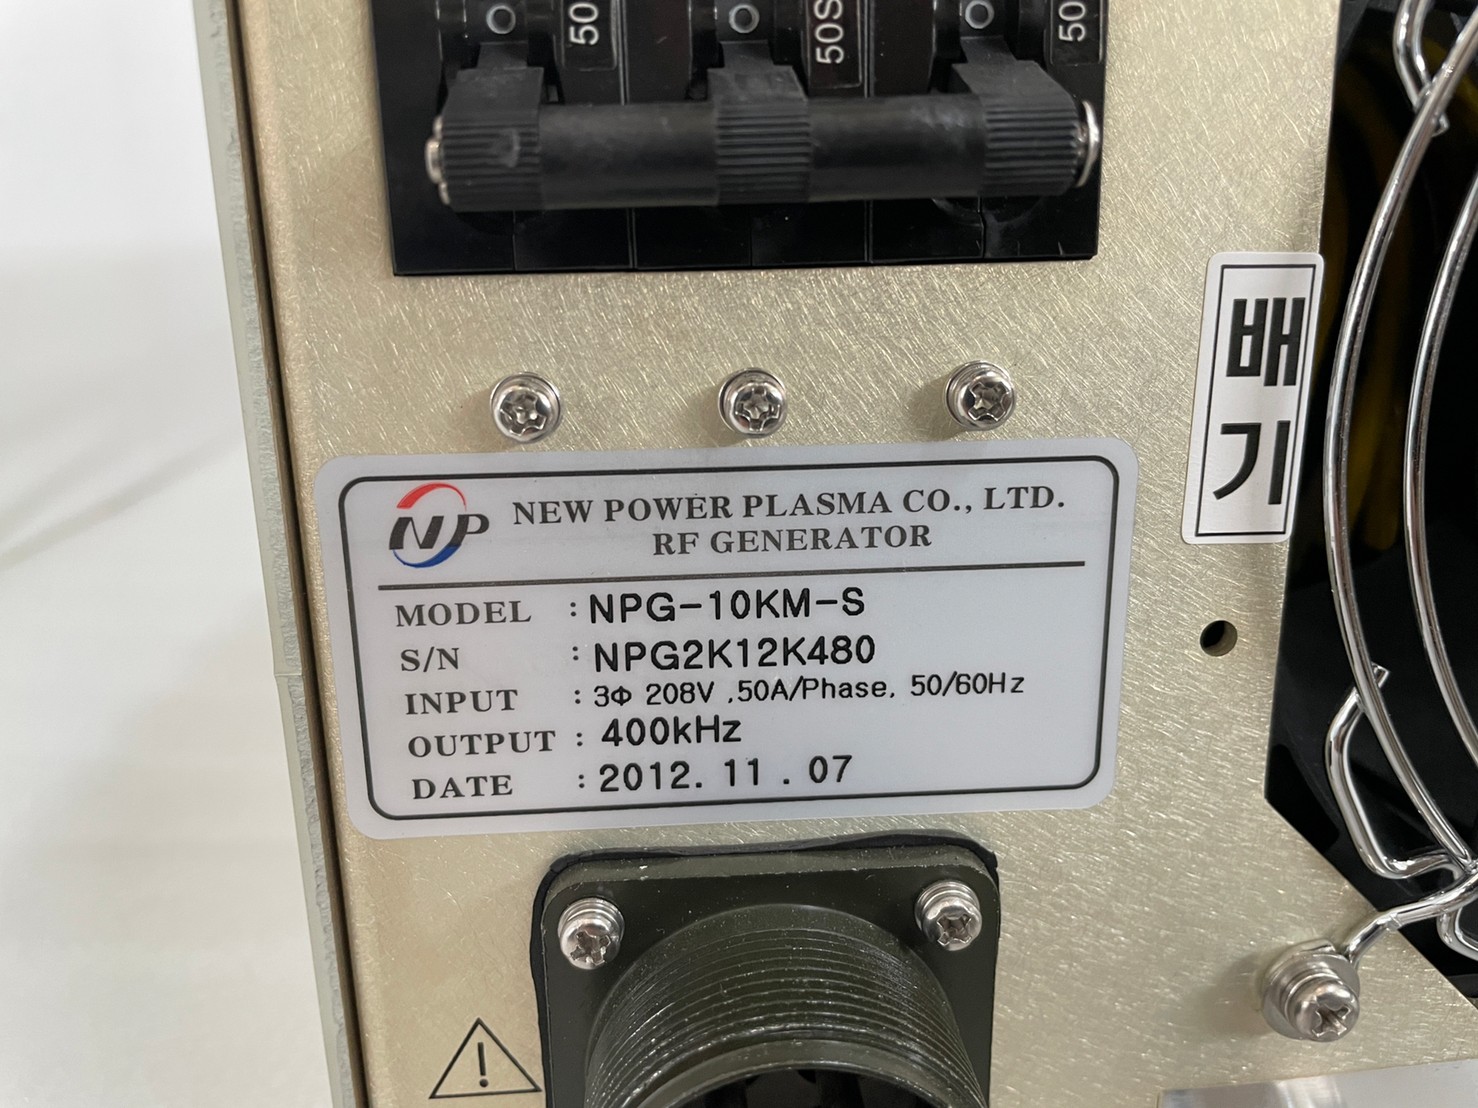 50
50S
50
배
기
NP
NEW POWER PLASMA CO., LTD.
RF GENERATOR
MODEL : NPG-10KM-S
S/N : NPG2K12K480
INPUT : 3Φ 208V ,50A/Phase, 50/60Hz
OUTPUT : 400kHz
DATE : 2012. 11 . 07
!